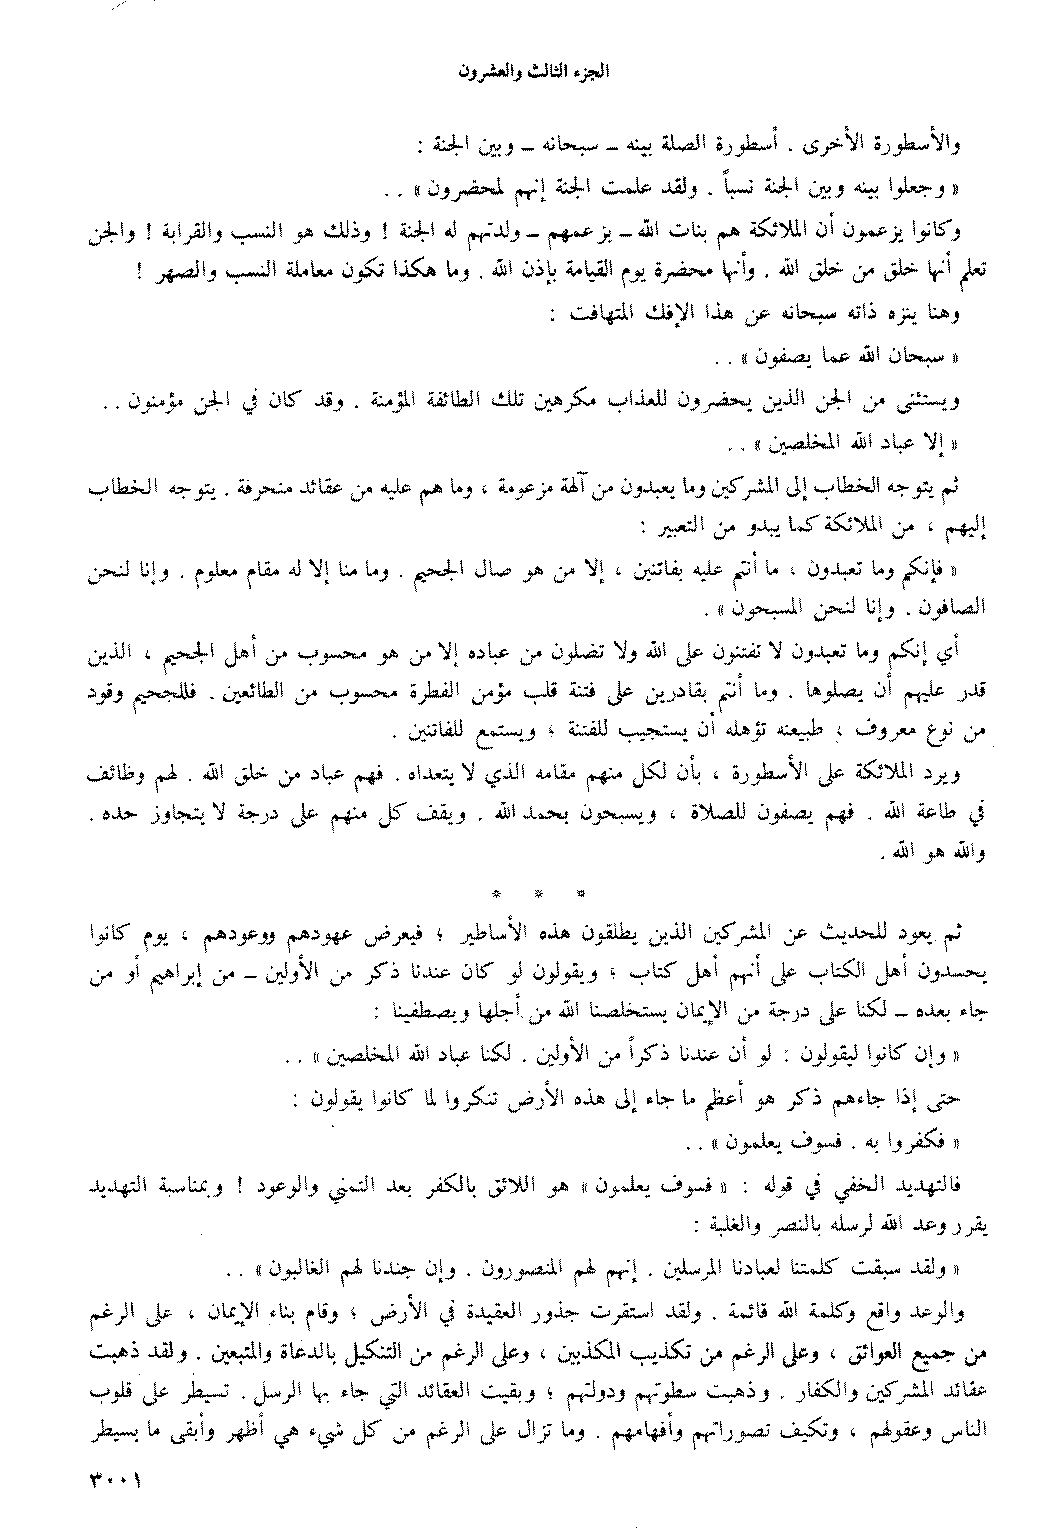 الجزء الثالث والعشرون
والأسطورة الأخرى . أسطورة الصلة بينه – سبحانه – وبين الجنة :
« وجعلوا بينه وبين الجنة نسباً . ولقد علمت الجنة إنهم لمحضرون » . .
وكانوا يزعمون أن الملائكة هم بنات الله – بزعمهم – ولدتهم له الجنة ! وذلك هو النسب والقرابة ! والجن
تعلم أنها خلق من خلق الله . وأنها محضرة يوم القيامة بإذن الله . وما هكذا تكون معاملة النسب والصهر !
وهنا ينزه ذاته سبحانه عن هذا الإفك المتهافت :
« سبحان الله عما يصفون » . .
ويستثنى من الجن الذين يحضرون للعذاب مكرهين تلك الطائفة المؤمنة . وقد كان في الجن مؤمنون . .
« إلا عباد الله المخلصين » . .
ثم يتوجه الخطاب إلى المشركين وما يعبدون من آلهة مزعومة ، وما هم عليه من عقائد منحرفة . يتوجه الخطاب
إليهم ، من الملائكة كما يبدو من التعبير :
« فإنكم وما تعبدون ، ما أنتم عليه بفاتنين ، إلا من هو صال الجحيم . وما منا إلا له مقام معلوم . وإنا لنحن
الصافون . وإنا لنحن المسبحون » .
أي إنكم وما تعبدون لا تفتنون على الله ولا تضلون من عباده إلا من هو محسوب من أهل الجحيم ، الذين
قدر عليهم أن يصلوها . وما أنتم بقادرين على فتنة قلب مؤمن الفطرة محسوب من الطائعين . فللجحيم وقود
من نوع معروف ، طبيعته تؤهله أن يستجيب للفتنة ؛ ويستمع للفاتنين .
ويرد الملائكة على الأسطورة ، بأن لكل منهم مقامه الذي لا يتعداه . فهم عباد من خلق الله . لهم وظائف
في طاعة الله . فهم يصفون للصلاة ، ويسبحون بحمد الله . ويقف كل منهم على درجة لا يتجاوز حده .
والله هو الله .
* * *
ثم يعود للحديث عن المشركين الذين يطلقون هذه الأساطير ؛ فيعرض عهودهم ووعودهم ، يوم كانوا
يحسدون أهل الكتاب على أنهم أهل كتاب ؛ ويقولون لو كان عندنا ذكر من الأولين – من إبراهيم أو من
جاء بعده – لكنا على درجة من الإيمان يستخلصنا الله من أجلها ويصطفينا :
« وإن كانوا ليقولون : لو أن عندنا ذكراً من الأولين . لكنا عباد الله المخلصين » . .
حتى إذا جاءهم ذكر هو أعظم ما جاء إلى هذه الأرض تنكروا لما كانوا يقولون :
« فكفروا به . فسوف يعلمون » . .
فالتهديد الخفي في قوله : « فسوف يعلمون » هو اللائق بالكفر بعد التمني والوعود ! وبمناسبة التهديد
يقرر وعد الله لرسله بالنصر والغلبة :
« ولقد سبقت كلمتنا لعبادنا المرسلين . إنهم لهم المنصورون . وإن جندنا لهم الغالبون » . .
والوعد واقع وكلمة الله قائمة . ولقد استقرت جذور العقيدة في الأرض ؛ وقام بناء الإيمان ، على الرغم
من جميع العوائق ، وعلى الرغم من تكذيب المكذبين ، وعلى الرغم من التنكيل بالدعاة والمتبعين . ولقد ذهبت
عقائد المشركين والكفار . وذهبت سطوتهم ودولتهم ؛ وبقيت العقائد التي جاء بها الرسل . تسيطر على قلوب
الناس وعقولهم ، وتكيف تصوراتهم وأفهامهم . وما تزال على الرغم من كل شيء هي أظهر وأبقى ما يسيطر
٣٠٠١